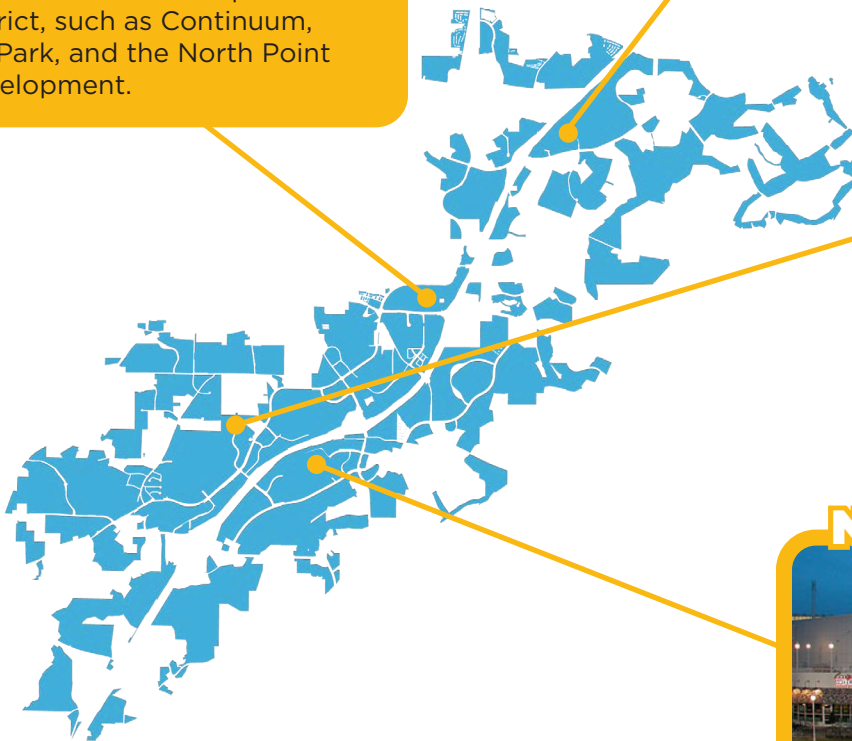 rict, such as Continuum,
Park, and the North Point
elopment.
N